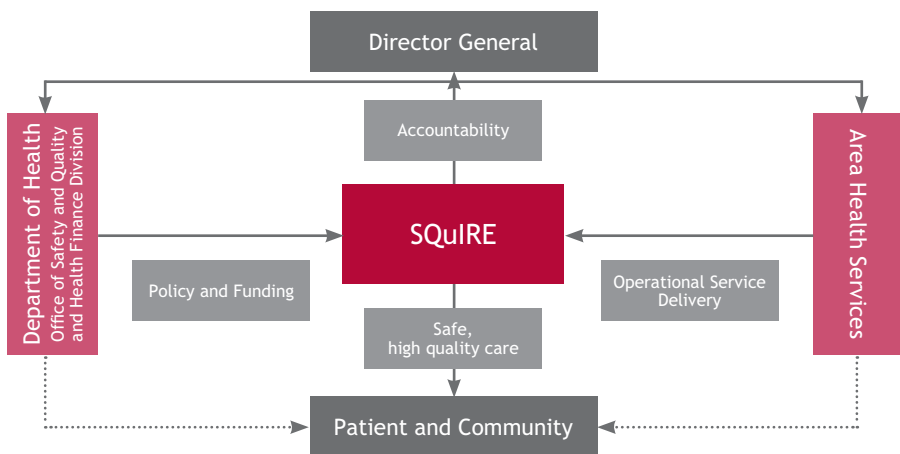 Director General
Accountability
Department of Health
Office of Safety and Quality
and Health Finance Division
SQuIRE
Area Health Services
Policy and Funding
Operational Service
Delivery
Safe,
high quality care
Patient and Community